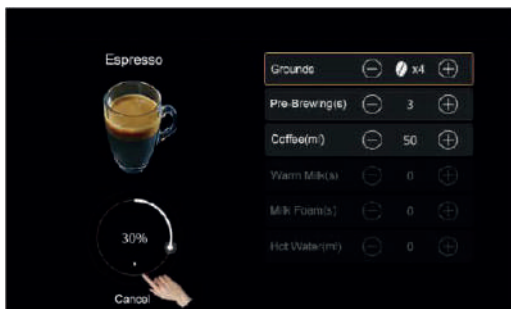 Espresso
Grounds x4
Pre-Brewing(s) 3
Coffee(ml) 50
Warm Milk(s) 0
Milk Foam(s) 0
Hot Water(ml) 0
30%
Cancel